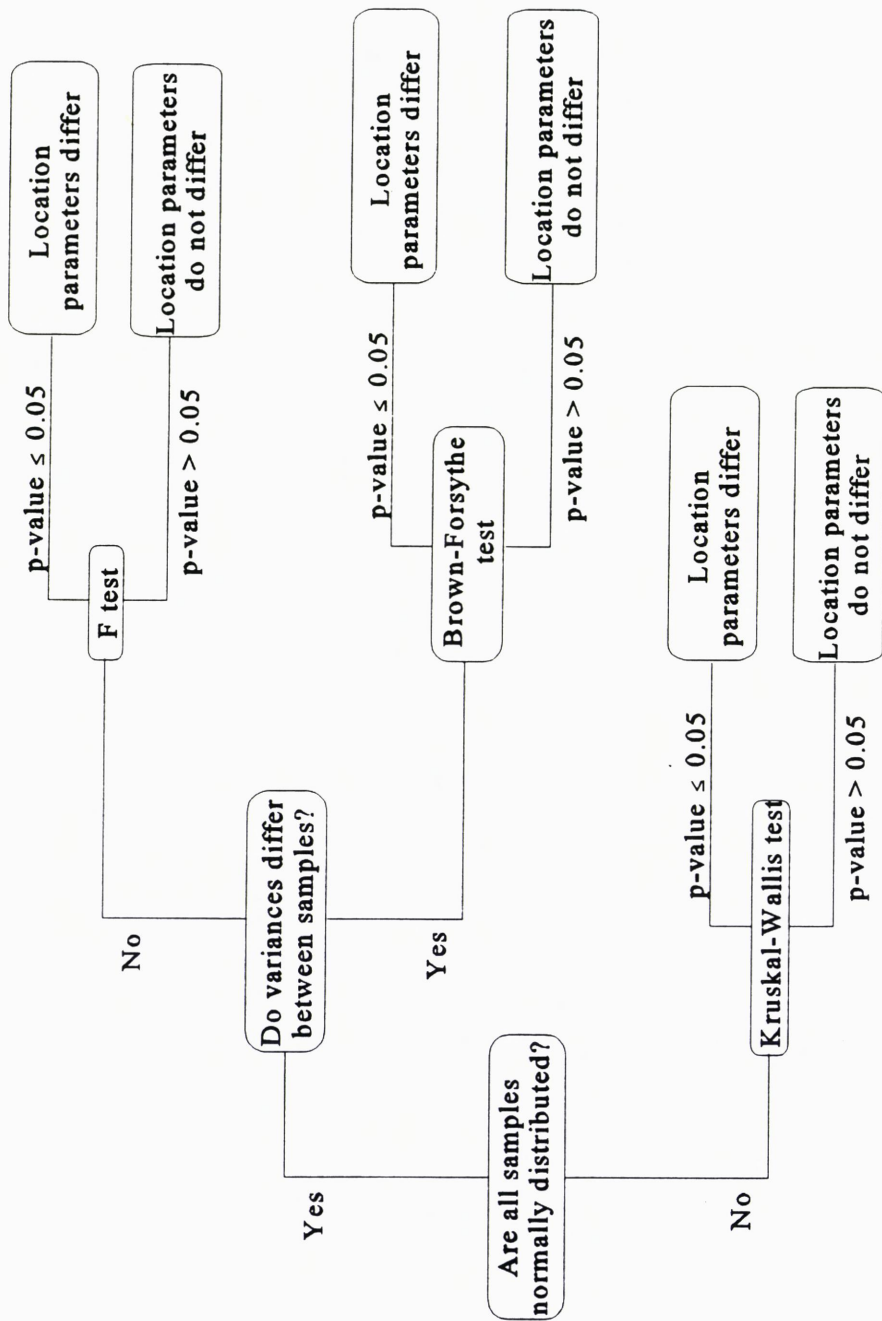 Are all samples
normally distributed?
Yes
No
Do variances differ
between samples?
No
Yes
F test
p-value ≤ 0.05
p-value > 0.05
Location
parameters differ
Location parameters
do not differ
Brown-Forsythe
test
p-value ≤ 0.05
p-value > 0.05
Location
parameters differ
Location parameters
do not differ
Kruskal-Wallis test
p-value ≤ 0.05
p-value > 0.05
Location
parameters differ
Location parameters
do not differ